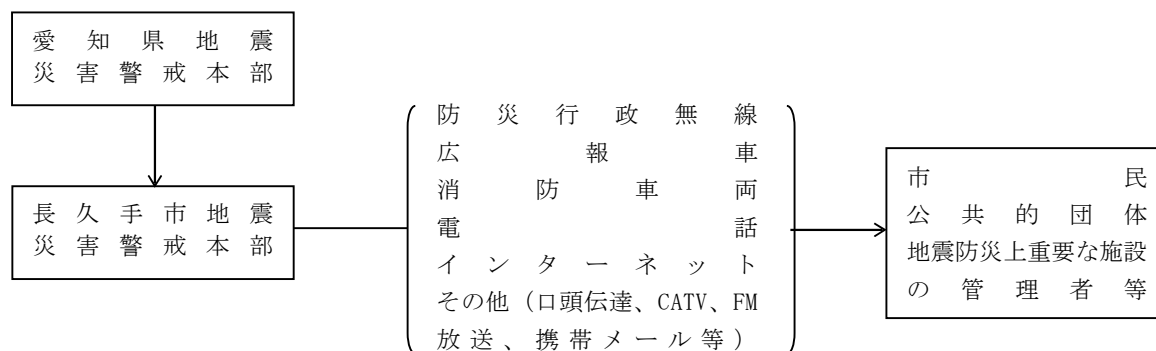 愛知県地震
災害警戒本部
長久手市地震
災害警戒本部
防災行政無線
広報車
消防車両
電話
インターネット
その他（口頭伝達、CATV、FM
放送、携帯メール等）
市民
公共的団体
地震防災上重要な施設
の管理者等